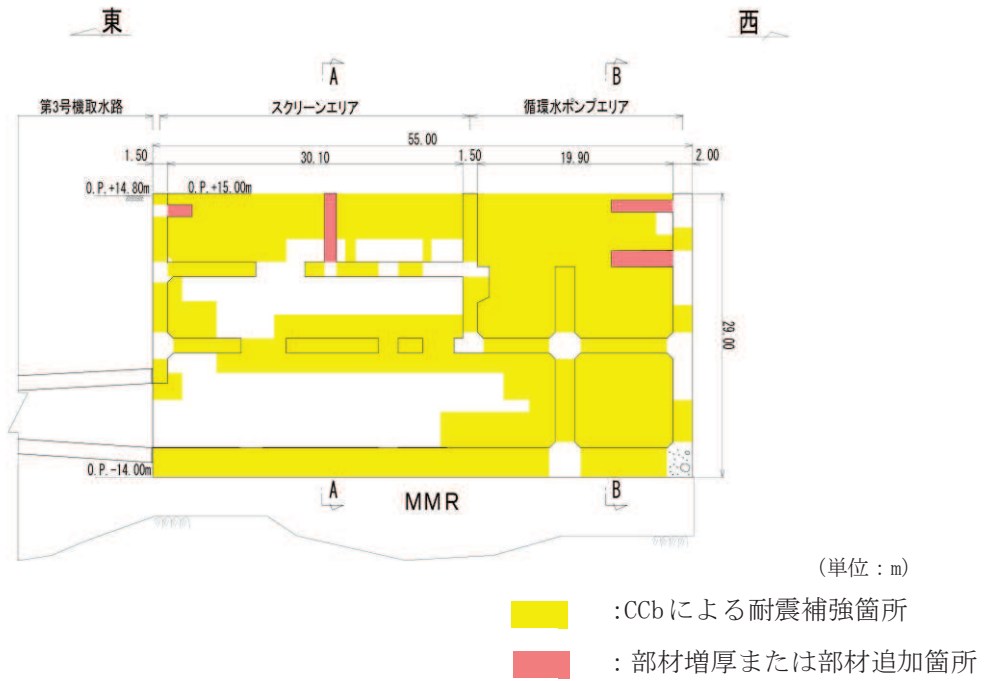 東
西
A
B
第3号機取水路
スクリーンエリア
循環水ポンプエリア
55.00
1.50
30.10
1.50
19.90
2.00
O.P.+14.80m
O.P.+15.00m
29.00
O.P.-14.00m
A
B
MMR
(単位：m)
:CCbによる耐震補強箇所
：部材増厚または部材追加箇所